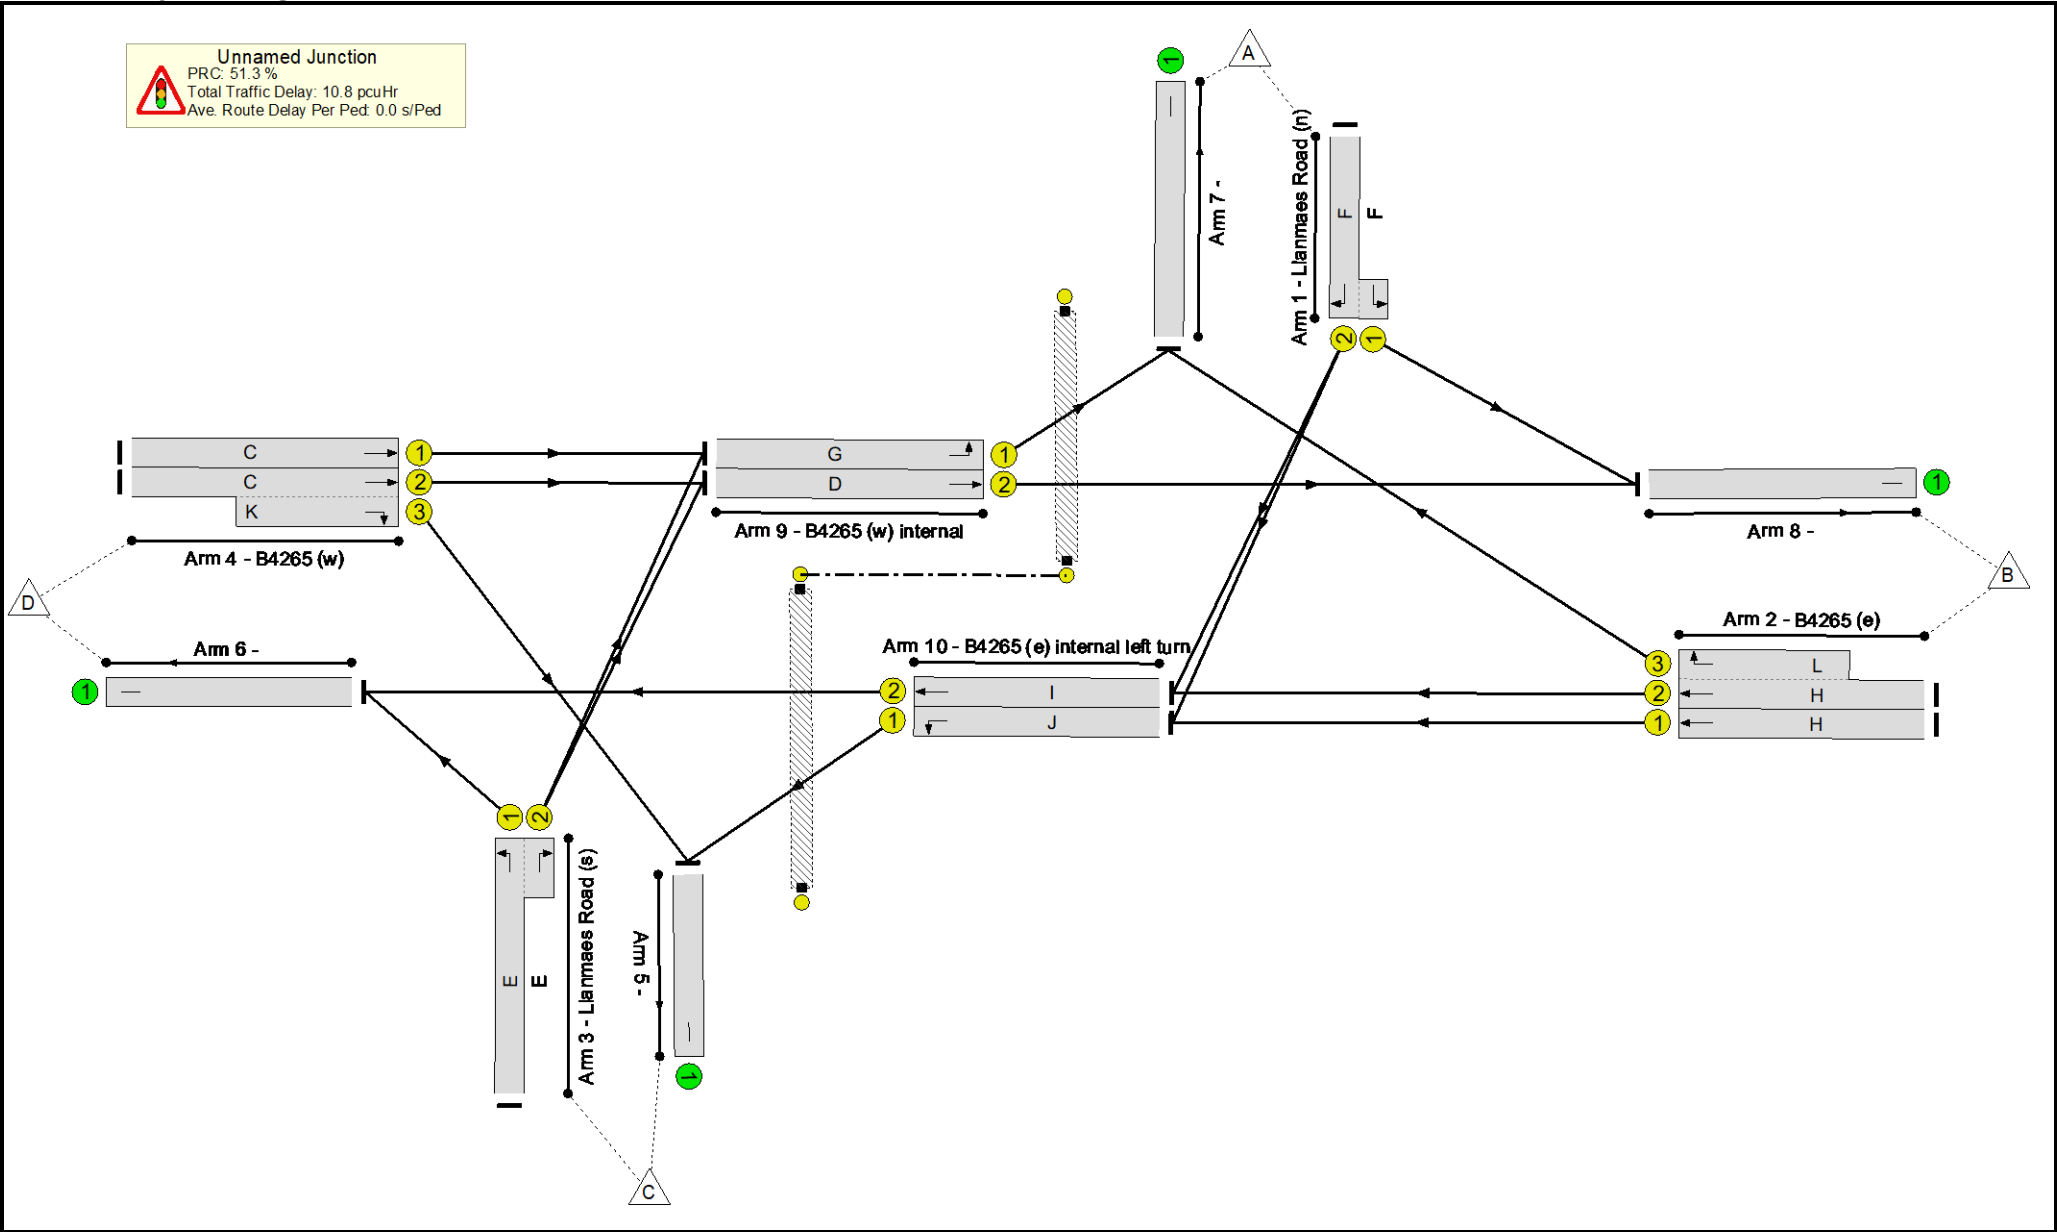 Unnamed Junction
PRC: 51.3 %
Total Traffic Delay: 10.8 pcuHr
Ave. Route Delay Per Ped: 0.0 s/Ped
1
A
Arm 7 -
Arm 1 - Llanmaes Road (n)
F
F
2
1
C
1
C
2
K
3
Arm 4 - B4265 (w)
G
1
D
2
Arm 9 - B4265 (w) internal
1
Arm 8 -
D
B
Arm 6 -
1
Arm 10 - B4265 (e) internal left turn
2
I
1
J
Arm 2 - B4265 (e)
3
L
2
H
1
H
1
2
E
E
Arm 3 - Llanmaes Road (s)
Arm 5 -
1
C